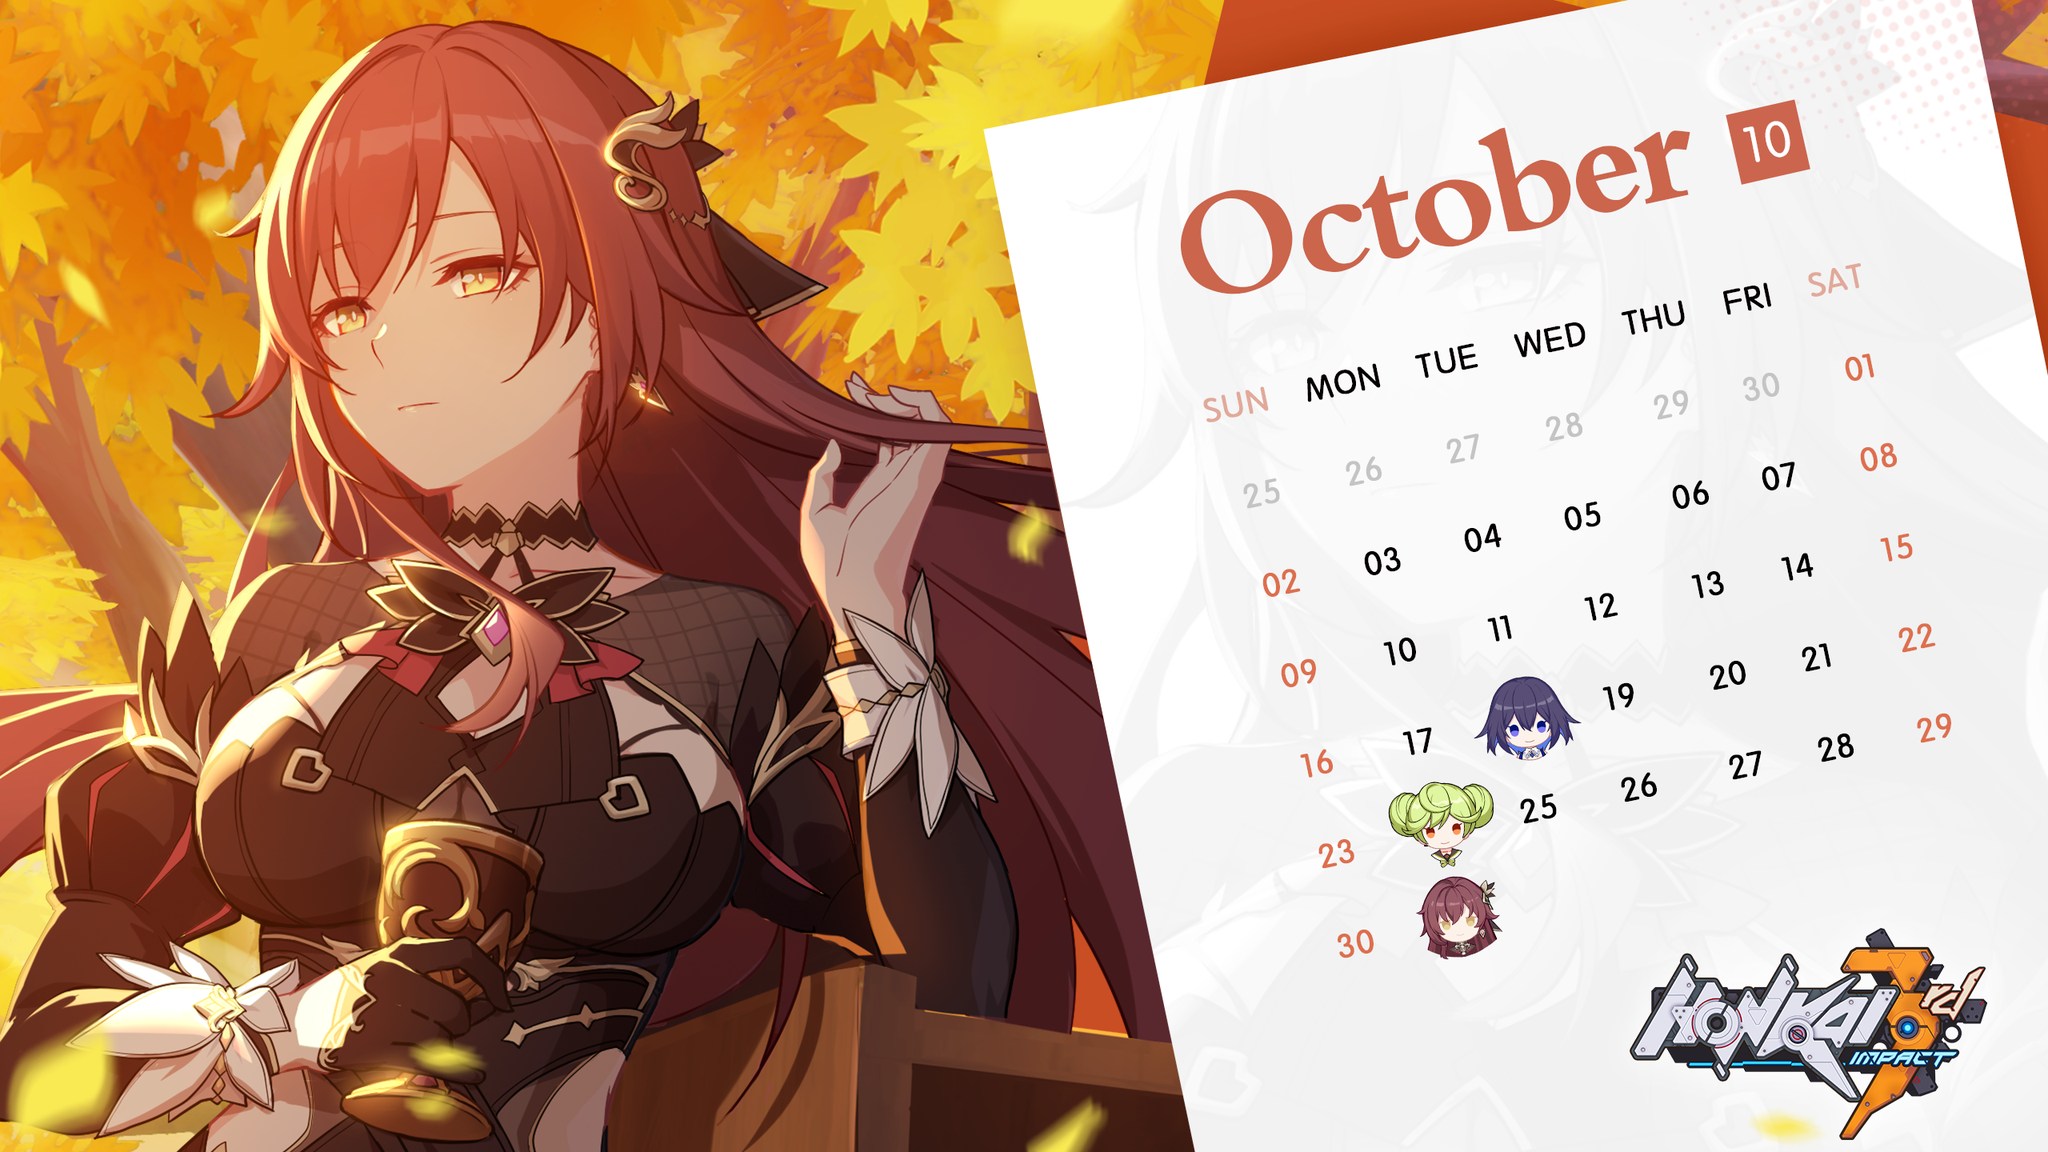 October 10
SUN MON TUE WED THU FRI SAT
25 26 27 28 29 30 01
02 03 04 05 06 07 08
09 10 11 12 13 14 15
16 17 19 20 21 22
23 25 26 27 28 29
30
HONKAI 3rd
IMPACT